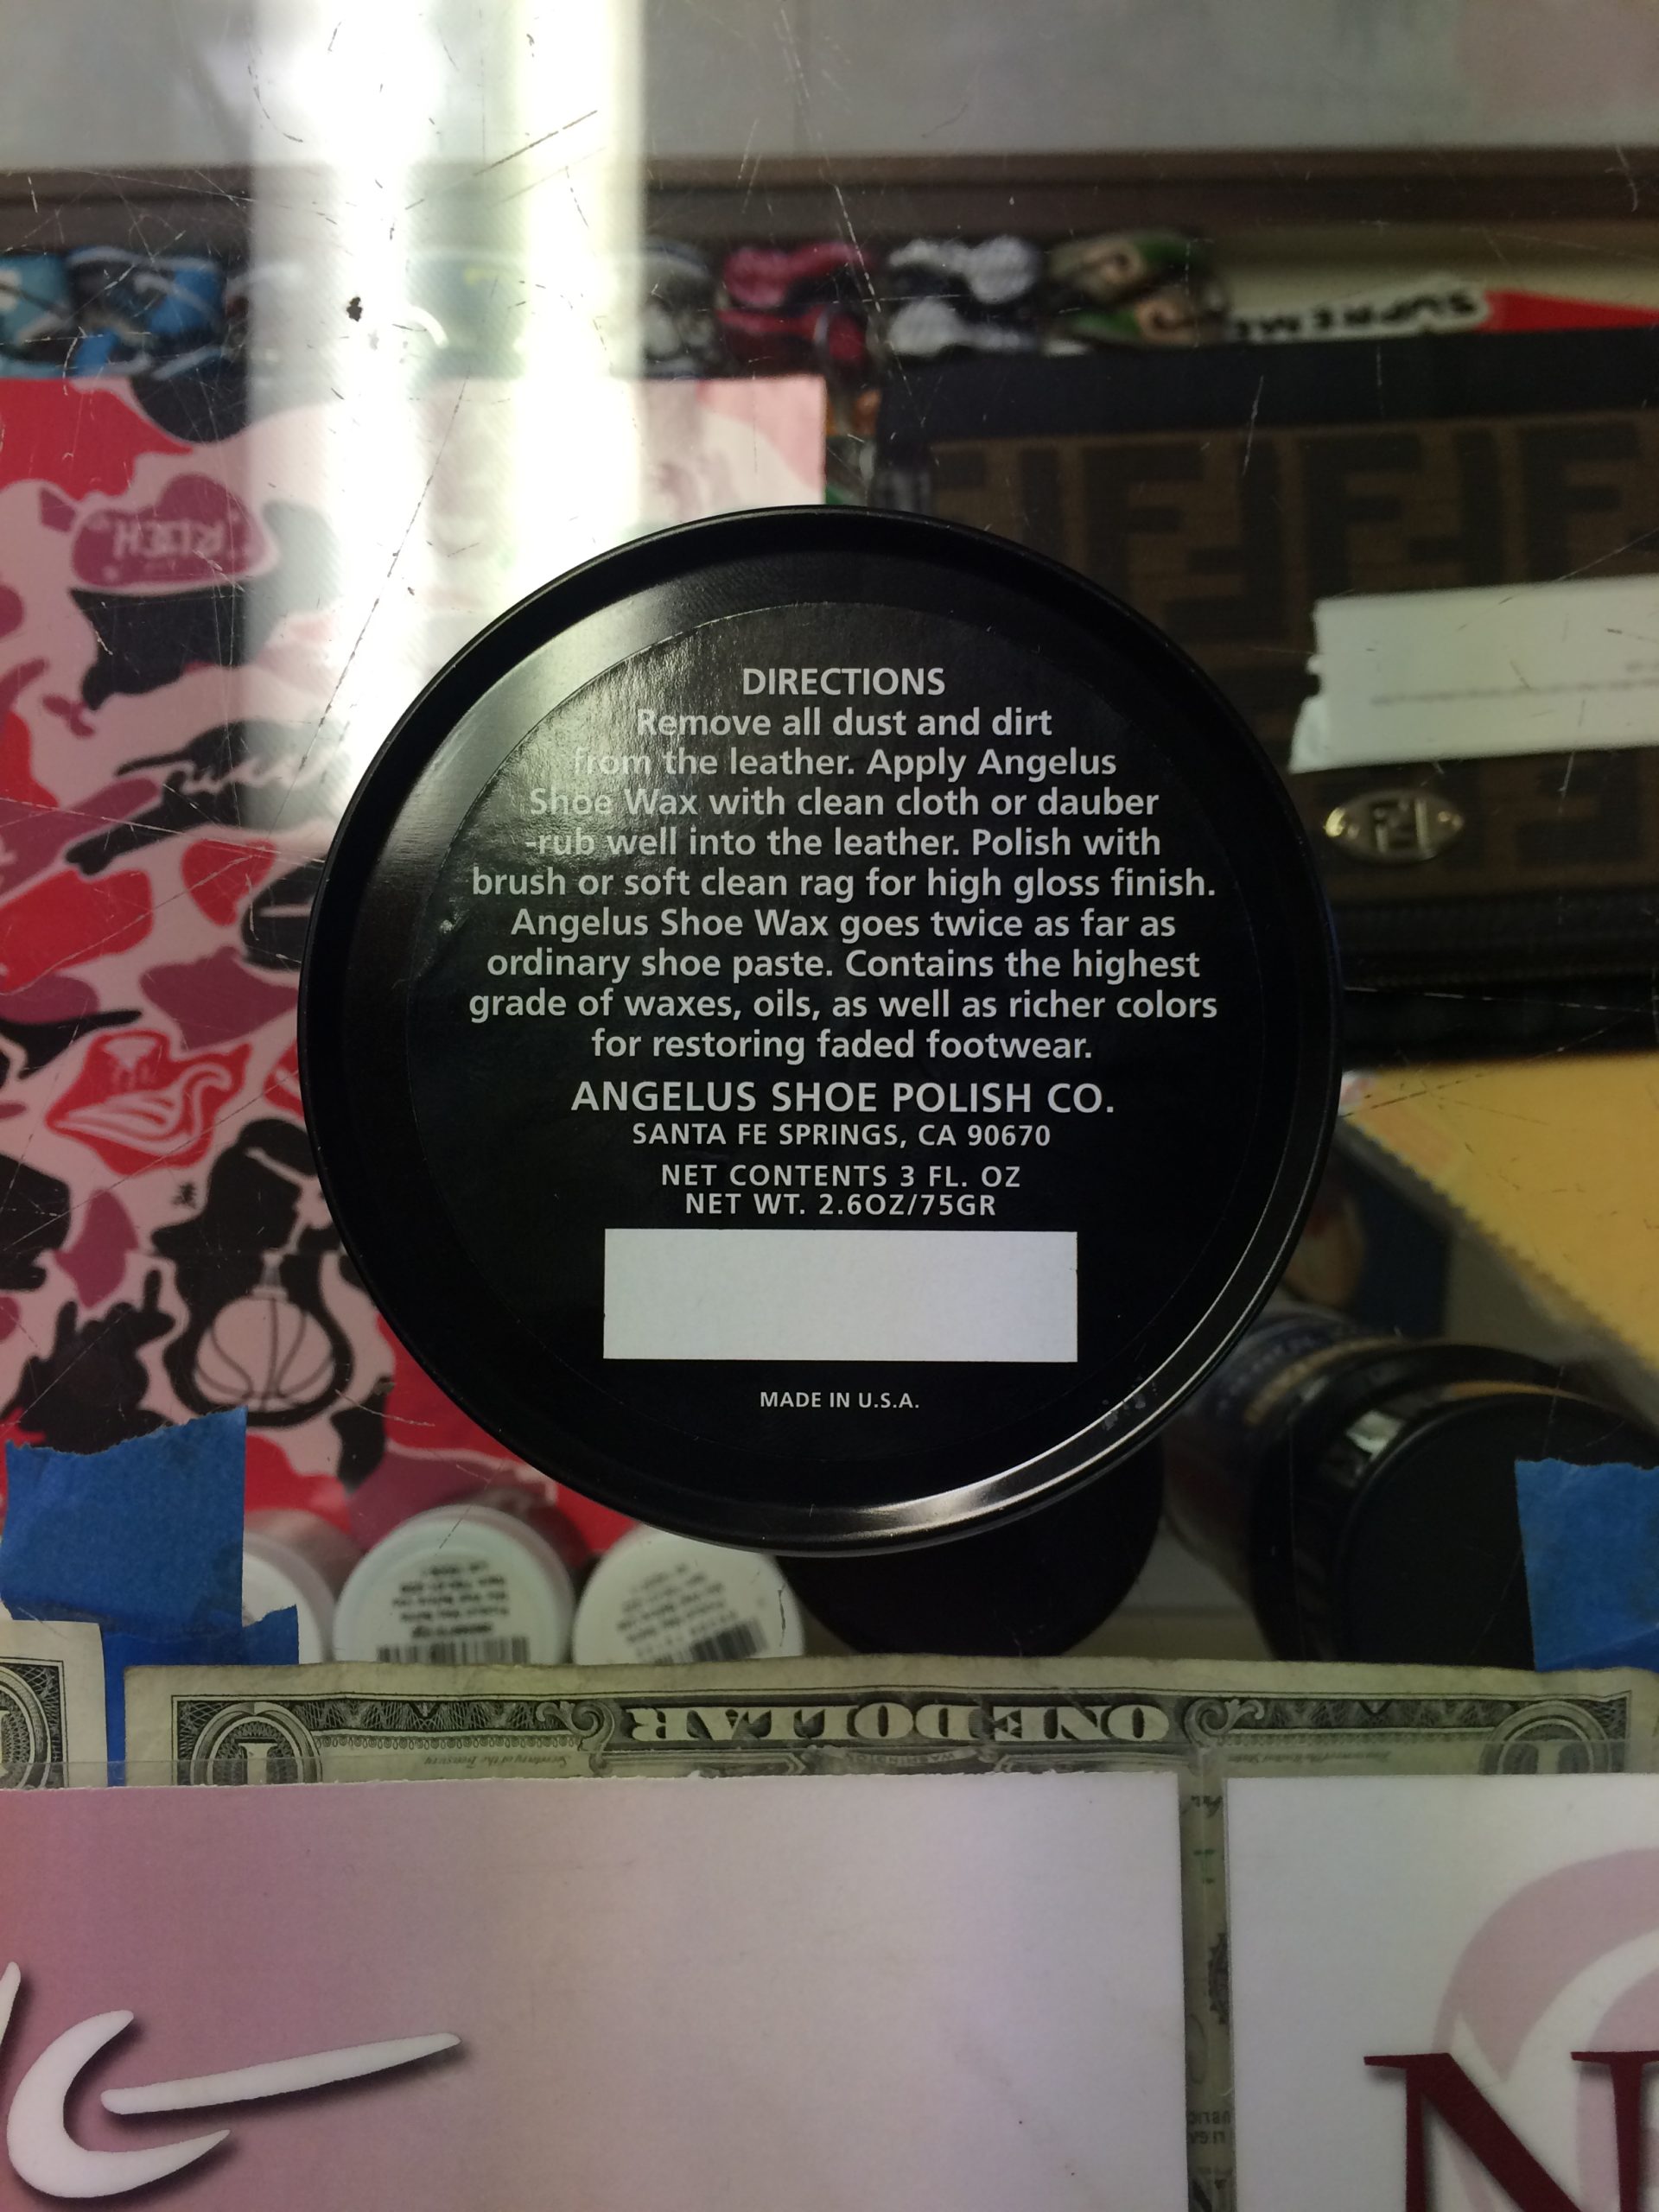 SUPREME
DIRECTIONS
Remove all dust and dirt
from the leather. Apply Angelus
Shoe Wax with clean cloth or dauber
-rub well into the leather. Polish with
brush or soft clean rag for high gloss finish.
Angelus Shoe Wax goes twice as far as
ordinary shoe paste. Contains the highest
grade of waxes, oils, as well as richer colors
for restoring faded footwear.
ANGELUS SHOE POLISH CO.
SANTA FE SPRINGS, CA 90670
NET CONTENTS 3 FL. OZ
NET WT. 2.6OZ/75GR
MADE IN U.S.A.
ONE DOLLAR
N